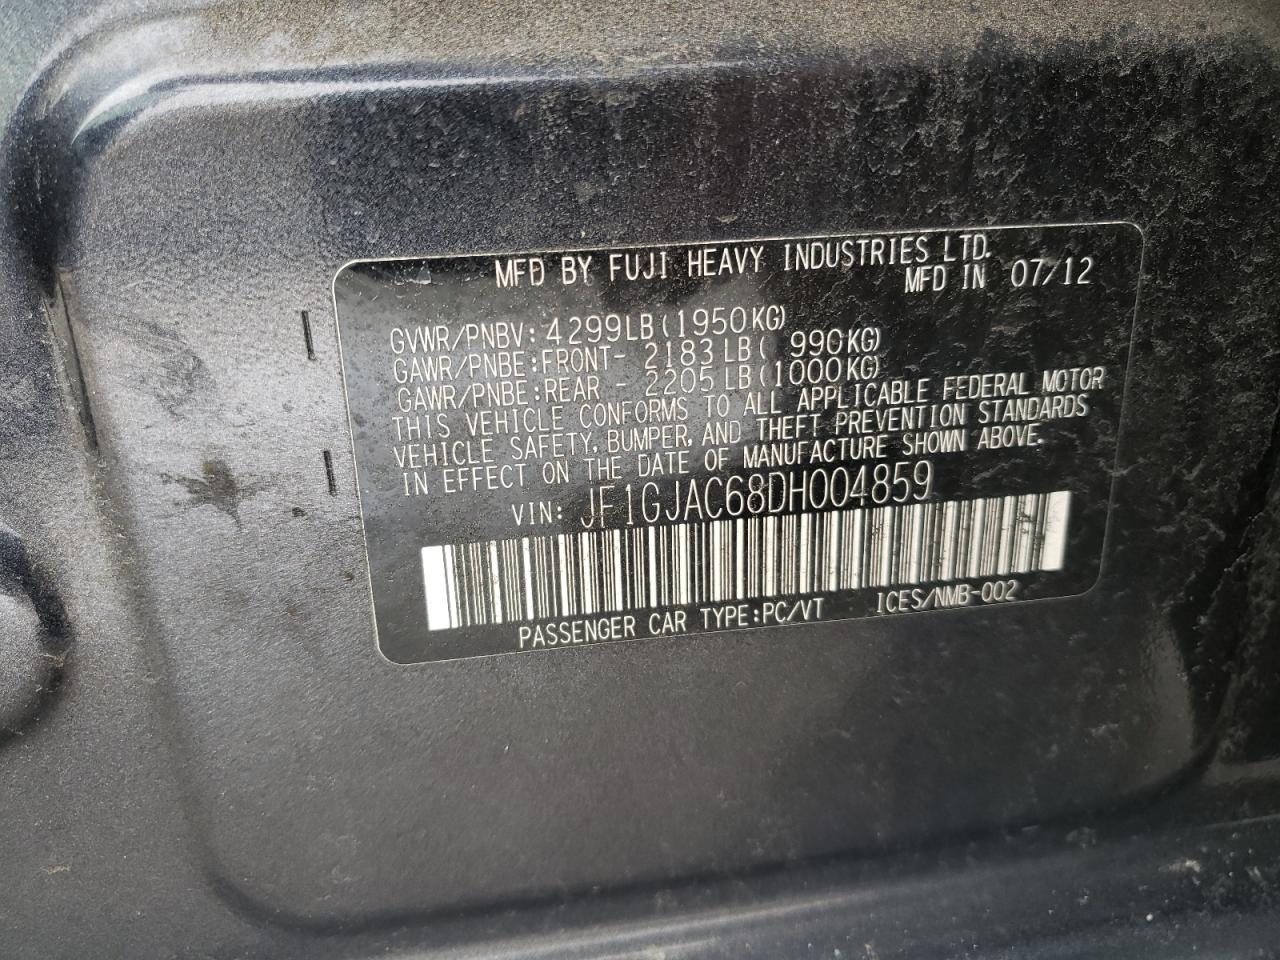 MFD BY FUJI HEAVY INDUSTRIES LTD.
MFD IN 07/12
GVWR/PNBV: 4299LB(1950KG)
GAWR/PNBE:FRONT- 2183LB( 990KG)
GAWR/PNBE:REAR - 2205LB(1000KG)
THIS VEHICLE CONFORMS TO ALL APPLICABLE FEDERAL MOTOR
VEHICLE SAFETY, BUMPER, AND THEFT PREVENTION STANDARDS
IN EFFECT ON THE DATE OF MANUFACTURE SHOWN ABOVE.
VIN: JF1GJAC68DH004859
PASSENGER CAR TYPE:PC/VT ICES/NMB-002